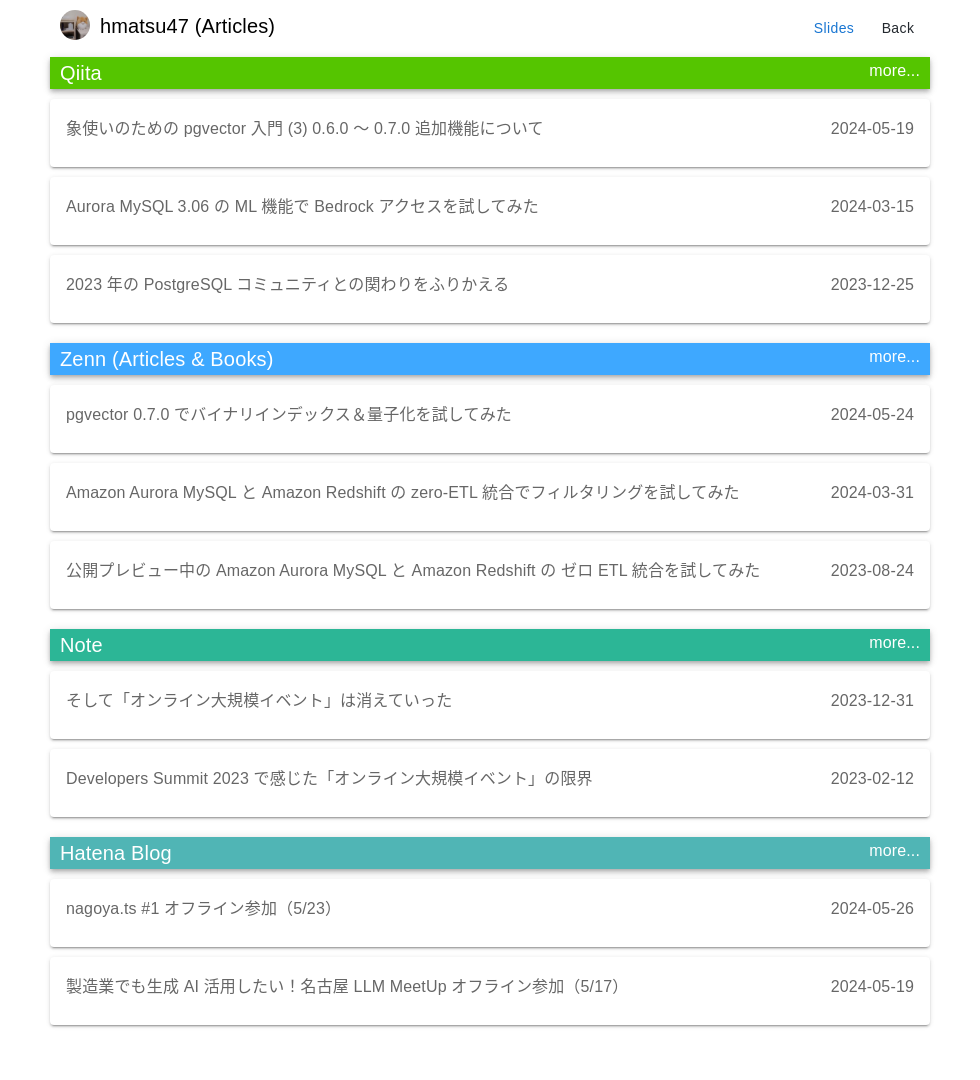 hmatsu47 (Articles)
Slides Back
Qiita more...
象使いのための pgvector 入門 (3) 0.6.0 〜 0.7.0 追加機能について 2024-05-19
Aurora MySQL 3.06 の ML 機能で Bedrock アクセスを試してみた 2024-03-15
2023 年の PostgreSQL コミュニティとの関わりをふりかえる 2023-12-25
Zenn (Articles & Books) more...
pgvector 0.7.0 でバイナリインデックス＆量子化を試してみた 2024-05-24
Amazon Aurora MySQL と Amazon Redshift の zero-ETL 統合でフィルタリングを試してみた 2024-03-31
公開プレビュー中の Amazon Aurora MySQL と Amazon Redshift の ゼロ ETL 統合を試してみた 2023-08-24
Note more...
そして「オンライン大規模イベント」は消えていった 2023-12-31
Developers Summit 2023 で感じた「オンライン大規模イベント」の限界 2023-02-12
Hatena Blog more...
nagoya.ts #1 オフライン参加（5/23） 2024-05-26
製造業でも生成 AI 活用したい！名古屋 LLM MeetUp オフライン参加（5/17） 2024-05-19